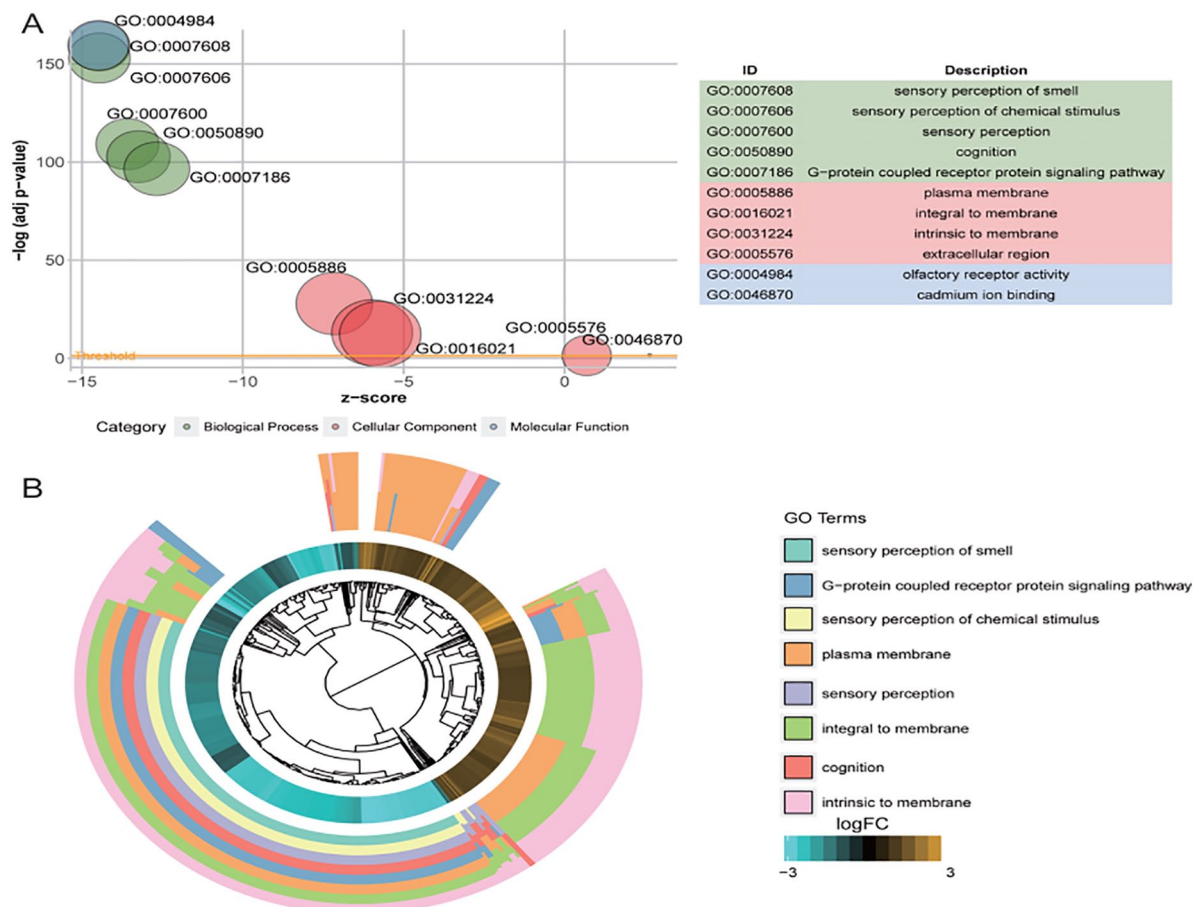 A
GO:0004984
GO:0007608
GO:0007606
GO:0007600
GO:0050890
GO:0007186
GO:0005886
GO:0031224
GO:0016021
GO:0005576
GO:0046870
Threshold
150
100
50
0
−log (adj p−value)
−15
−10
−5
0
z−score
Category Biological Process Cellular Component Molecular Function
ID Description
GO:0007608 sensory perception of smell
GO:0007606 sensory perception of chemical stimulus
GO:0007600 sensory perception
GO:0050890 cognition
GO:0007186 G−protein coupled receptor protein signaling pathway
GO:0005886 plasma membrane
GO:0016021 integral to membrane
GO:0031224 intrinsic to membrane
GO:0005576 extracellular region
GO:0004984 olfactory receptor activity
GO:0046870 cadmium ion binding
B
GO Terms
sensory perception of smell
G−protein coupled receptor protein signaling pathway
sensory perception of chemical stimulus
plasma membrane
sensory perception
integral to membrane
cognition
intrinsic to membrane
logFC
−3 3